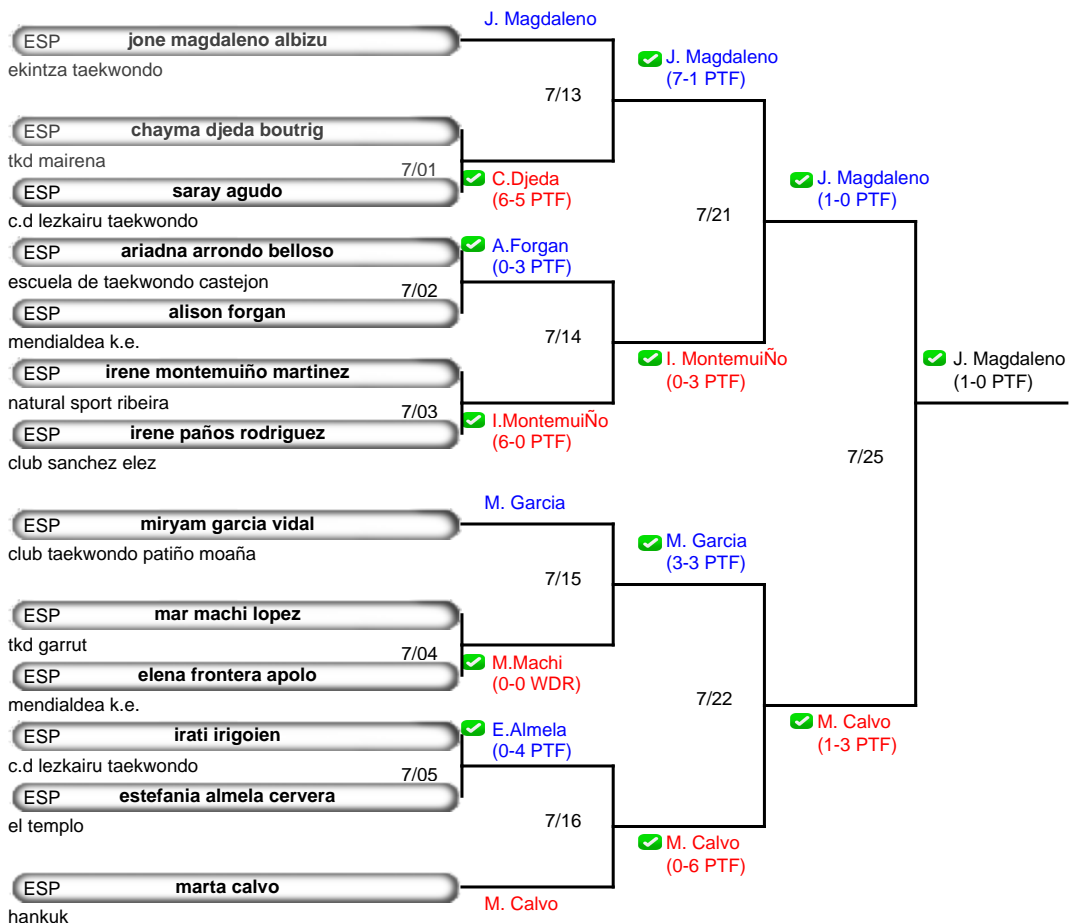 J. Magdaleno
ESP jone magdaleno albizu
ekintza taekwondo
J. Magdaleno
(7-1 PTF)
7/13
ESP chayma djeda boutrig
tkd mairena
7/01
C.Djeda
(6-5 PTF)
ESP saray agudo
c.d lezkairu taekwondo
J. Magdaleno
(1-0 PTF)
7/21
ESP ariadna arrondo belloso
escuela de taekwondo castejon
A.Forgan
(0-3 PTF)
7/02
ESP alison forgan
mendialdea k.e.
7/14
I. MontemuiÑo
(0-3 PTF)
J. Magdaleno
(1-0 PTF)
ESP irene montemuiño martinez
natural sport ribeira
7/03
I.MontemuiÑo
(6-0 PTF)
ESP irene paños rodriguez
club sanchez elez
7/25
M. Garcia
ESP miryam garcia vidal
club taekwondo patiño moaña
M. Garcia
(3-3 PTF)
7/15
ESP mar machi lopez
tkd garrut
7/04
M.Machi
(0-0 WDR)
ESP elena frontera apolo
mendialdea k.e.
7/22
ESP irati irigoien
c.d lezkairu taekwondo
E.Almela
(0-4 PTF)
M. Calvo
(1-3 PTF)
7/05
ESP estefania almela cervera
el templo
7/16
M. Calvo
(0-6 PTF)
ESP marta calvo
hankuk
M. Calvo